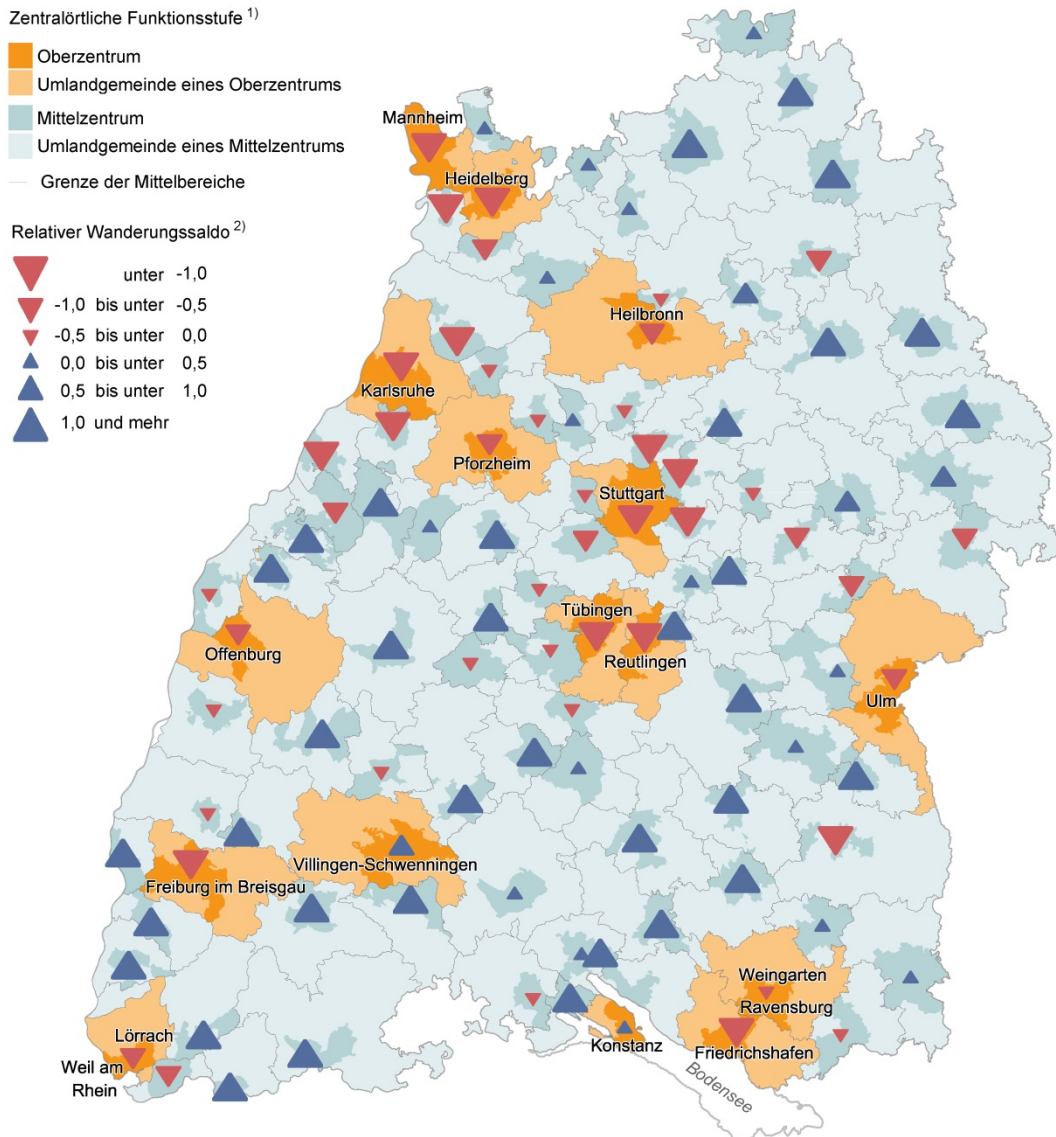 Zentralörtliche Funktionsstufe 1)
Oberzentrum
Umlandgemeinde eines Oberzentrums
Mittelzentrum
Umlandgemeinde eines Mittelzentrums
Grenze der Mittelbereiche
Relativer Wanderungssaldo 2)
unter -1,0
-1,0 bis unter -0,5
-0,5 bis unter 0,0
0,0 bis unter 0,5
0,5 bis unter 1,0
1,0 und mehr
Mannheim
Heidelberg
Heilbronn
Karlsruhe
Pforzheim
Stuttgart
Tübingen
Reutlingen
Offenburg
Ulm
Villingen-Schwenningen
Freiburg im Breisgau
Weingarten
Ravensburg
Lörrach
Konstanz
Friedrichshafen
Weil am
Rhein
Bodensee